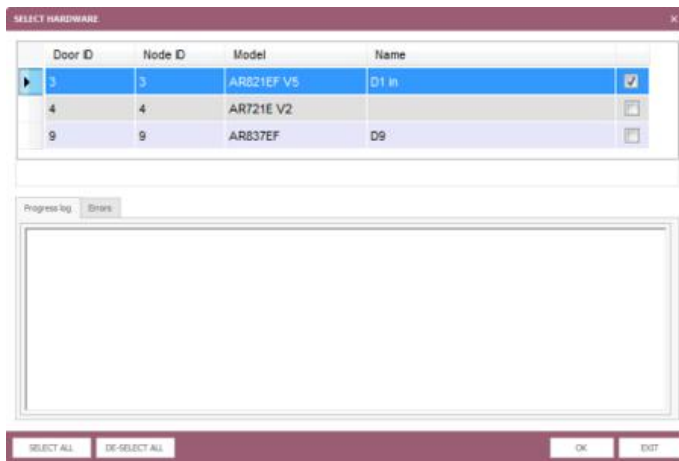 SELECT HARDWARE
Door ID Node ID Model Name
3 3 AR821EF V5 D1 in
4 4 AR721E V2
9 9 AR837EF D9
Progress log Errors
SELECT ALL DE-SELECT ALL OK EXIT